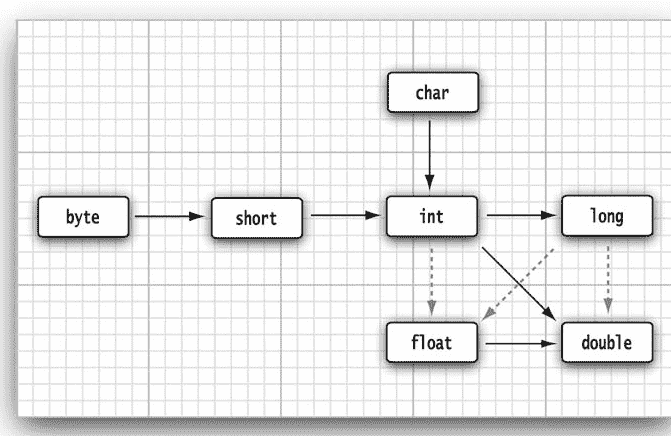 char
byte
short
int
long
float
double